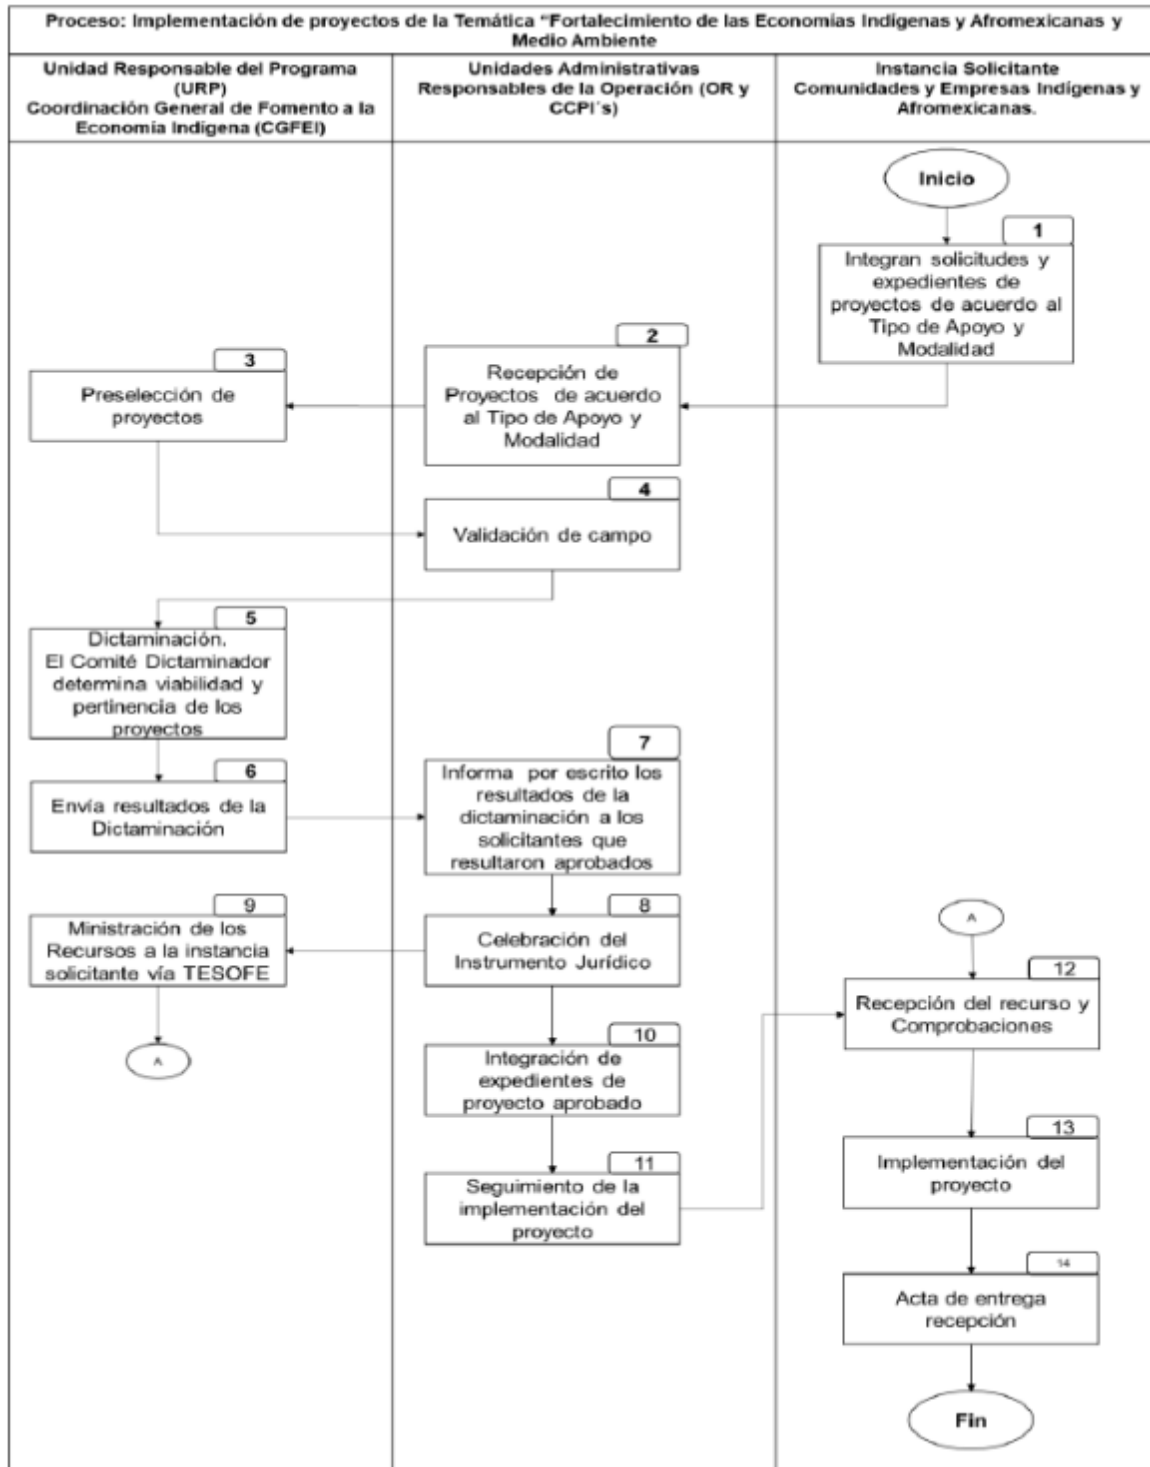 Proceso: Implementación de proyectos de la Temática “Fortalecimiento de las Economías Indígenas y Afromexicanas y
Medio Ambiente
Unidad Responsable del Programa
(URP)
Coordinación General de Fomento a la
Economía Indígena (CGFEI)
Unidades Administrativas
Responsables de la Operación (OR y
CCPI´s)
Instancia Solicitante
Comunidades y Empresas Indígenas y
Afromexicanas.
Inicio
1
Integran solicitudes y
expedientes de
proyectos de acuerdo al
Tipo de Apoyo y
Modalidad
2
Recepción de
Proyectos de acuerdo
al Tipo de Apoyo y
Modalidad
3
Preselección de
proyectos
4
Validación de campo
5
Dictaminación.
El Comité Dictaminador
determina viabilidad y
pertinencia de los
proyectos
6
Envía resultados de la
Dictaminación
7
Informa por escrito los
resultados de la
dictaminación a los
solicitantes que
resultaron aprobados
8
Celebración del
Instrumento Jurídico
9
Ministración de los
Recursos a la instancia
solicitante vía TESOFE
A
10
Integración de
expedientes de
proyecto aprobado
11
Seguimiento de la
implementación del
proyecto
A
12
Recepción del recurso y
Comprobaciones
13
Implementación del
proyecto
14
Acta de entrega
recepción
Fin